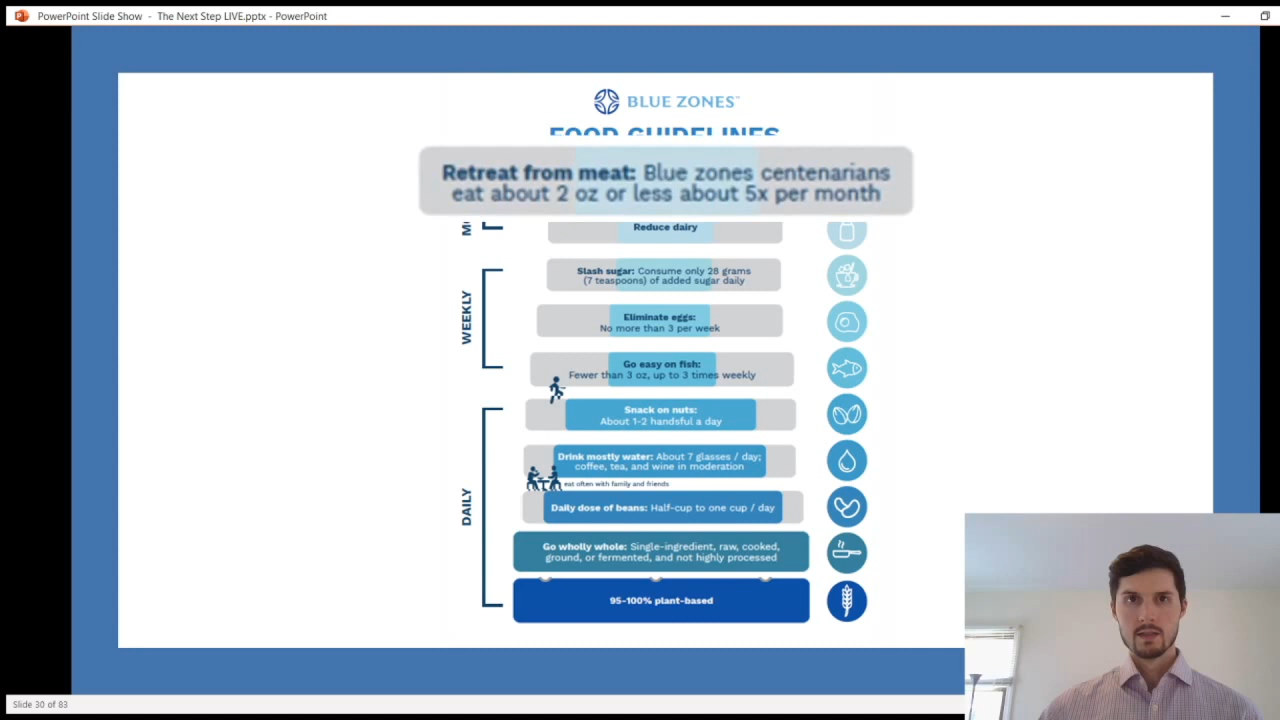 PowerPoint Slide Show - The Next Step LIVE.pptx - PowerPoint
BLUE ZONES™
FOOD GUIDELINES
Retreat from meat: Blue zones centenarians
eat about 2 oz or less about 5x per month
Reduce dairy
WEEKLY
Slash sugar: Consume only 28 grams
(7 teaspoons) of added sugar daily
Eliminate eggs:
No more than 3 per week
Go easy on fish:
Fewer than 3 oz, up to 3 times weekly
DAILY
Snack on nuts:
About 1-2 handsful a day
Drink mostly water: About 7 glasses / day;
coffee, tea, and wine in moderation
eat often with family and friends
Daily dose of beans: Half-cup to one cup / day
Go wholly whole: Single-ingredient, raw, cooked,
ground, or fermented, and not highly processed
95-100% plant-based
Slide 30 of 83